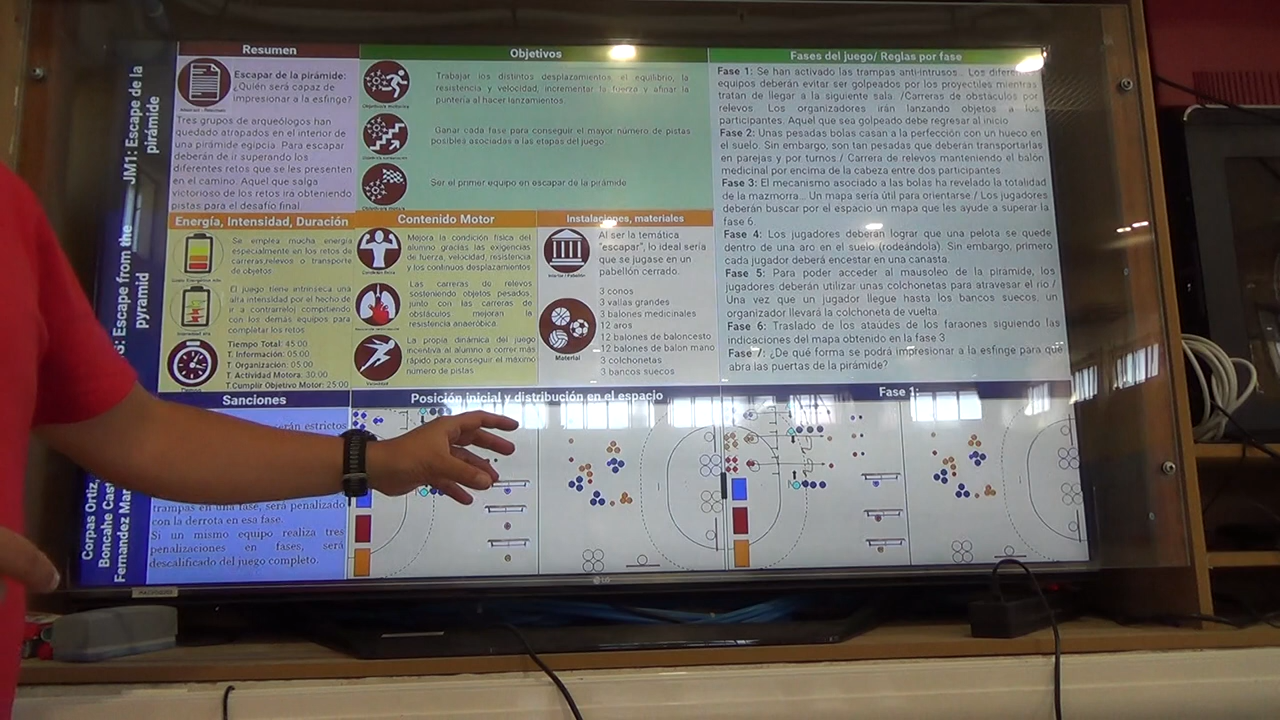 JM1: Escape de la
pirámide
Escape from the
pyramid
Corpas Ortiz,
Boncahe
Fernandez
Resumen
Escapar de la pirámide:
¿Quién será capaz de
impresionar a la esfinge?
Tres grupos de arqueólogos han
quedado atrapados en el interior de
una pirámide egipcia. Para escapar
deberán de ir superando los
diferentes retos que se les presenten
en el camino. Aquel que salga
victorioso de los retos irá obteniendo
pistas para el desafío final.
Objetivos
Trabajar los distintos desplazamientos, el equilibrio, la
resistencia y velocidad, incrementar la fuerza y afinar la
puntería al hacer lanzamientos.
Ganar cada fase para conseguir el mayor número de pistas
posibles asociadas a las etapas del juego
Ser el primer equipo en escapar de la pirámide
Fases del juego/ Reglas por fase
Fase 1: Se han activado las trampas anti-intrusos... Los
equipos deberán evitar ser golpeados por los proyectiles mientras
tratan de llegar a la siguiente sala. /Carreras de obstáculos por
relevos. Los organizadores irán lanzando objetos a los
participantes. Aquel que sea golpeado debe regresar al inicio
Fase 2: Unas pesadas rocas casan a la perfección con un hueco en
el suelo. Sin embargo, son tan pesadas que deberán transportarlas
en parejas y por turnos./ Carrera de relevos manteniendo el balón
medicinal por encima de la cabeza entre dos participantes.
Fase 3: El mecanismo asociado a las bolas ha revelado la totalidad
de la mazmorra... Un mapa sería útil para orientarse./ Los jugadores
deberán buscar por el espacio un mapa que les ayude a superar la
fase 6.
Fase 4: Los jugadores deberán lograr que una pelota se quede
dentro de una aro en el suelo (rodeándola). Sin embargo, primero
cada jugador deberá encestar en una canasta.
Fase 5: Para poder acceder al mausoleo de la pirámide, los
jugadores deberán utilizar una colchonetas para atravesar el río./
Una vez que el jugador llegue hasta los bancos suecos, un
organizador llevará la colchoneta de vuelta.
Fase 6: Traslado de los ataúdes de los faraones siguiendo las
indicaciones del mapa obtenido en la fase 3
Fase 7: ¿De qué forma se podrá impresionar a la esfinge para que
abra las puertas de la pirámide?
Energía, Intensidad, Duración
Se emplea mucha energía
especialmente en los retos de
carreras,relevos o transporte
de objetos.
El juego tiene intrínseca una
alta intensidad por el hecho de
ir a contrarreloj compitiendo
con los demás equipos para
completar los retos
Tiempo Total: 45:00
T. Información: 05:00
T. Organización: 05:00
T. Actividad Motora: 30:00
T.Cumplir Objetivo Motor: 25:00
Contenido Motor
Mejora la condición física del
alumno gracias las exigencias
de fuerza, velocidad, resistencia
y los continuos desplazamientos
Las carreras de relevos
sosteniendo objetos pesados,
junto con las carreras de
obstáculos mejoran la
resistencia anaeróbica.
La propia dinámica del juego
incentiva al alumno a correr más
rápido para conseguir el máximo
número de pistas
Velocidad
Instalaciones, materiales
Al ser la temática
"escapar", lo ideal sería
que se jugase en un
pabellón cerrado.
3 conos
3 vallas grandes
3 balones medicinales
12 aros
12 balones de baloncesto
12 balones de balon mano
3 colchonetas
3 bancos suecos
Material
Sanciones
serán estrictos
trampas en una fase, será penalizado
con la derrota en esa fase.
Si un mismo equipo realiza tres
penalizaciones en fases, será
descalificado del juego completo.
Posición inicial y distribución en el espacio
Fase 1:
LG